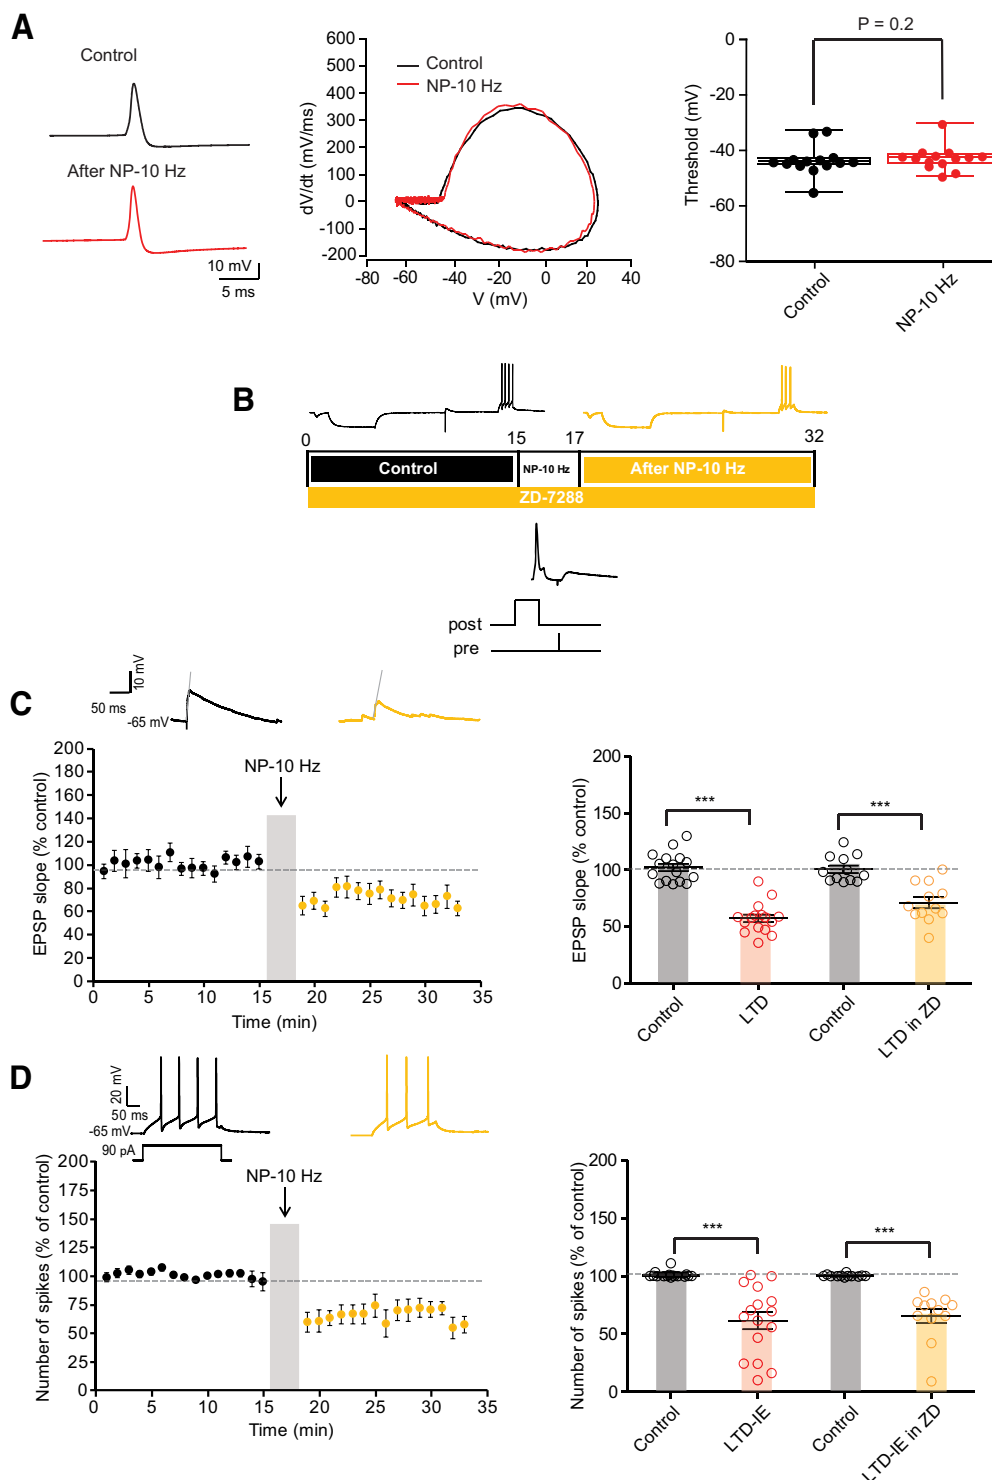 A
Control
After NP-10 Hz
10 mV
5 ms
600
500
400
300
200
100
0
-100
-200
dV/dt (mV/ms)
Control
NP-10 Hz
-80
-60
-40
-20
0
20
40
V (mV)
P = 0.2
0
-20
-40
-60
-80
Threshold (mV)
Control
NP-10 Hz
B
0
15
17
32
Control
NP-10 Hz
After NP-10 Hz
ZD-7288
post
pre
C
10 mV
50 ms
-65 mV
200
180
160
140
120
100
80
60
40
20
0
EPSP slope (% control)
NP-10 Hz
0
5
10
15
20
25
30
35
Time (min)
200
150
100
50
0
EPSP slope (% control)
***
***
Control
LTD
Control
LTD in ZD
D
20 mV
50 ms
-65 mV
90 pA
200
175
150
125
100
75
50
25
0
Number of spikes (% of control)
NP-10 Hz
0
5
10
15
20
25
30
35
Time (min)
200
150
100
50
0
Number of spikes (% of control)
***
***
Control
LTD-IE
Control
LTD-IE in ZD